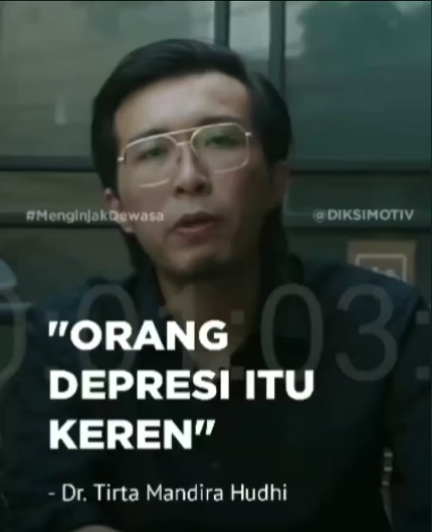 #MenginjakDewasa @DIKSIMOTIV
"ORANG
DEPRESI ITU
KEREN"
- Dr. Tirta Mandira Hudhi